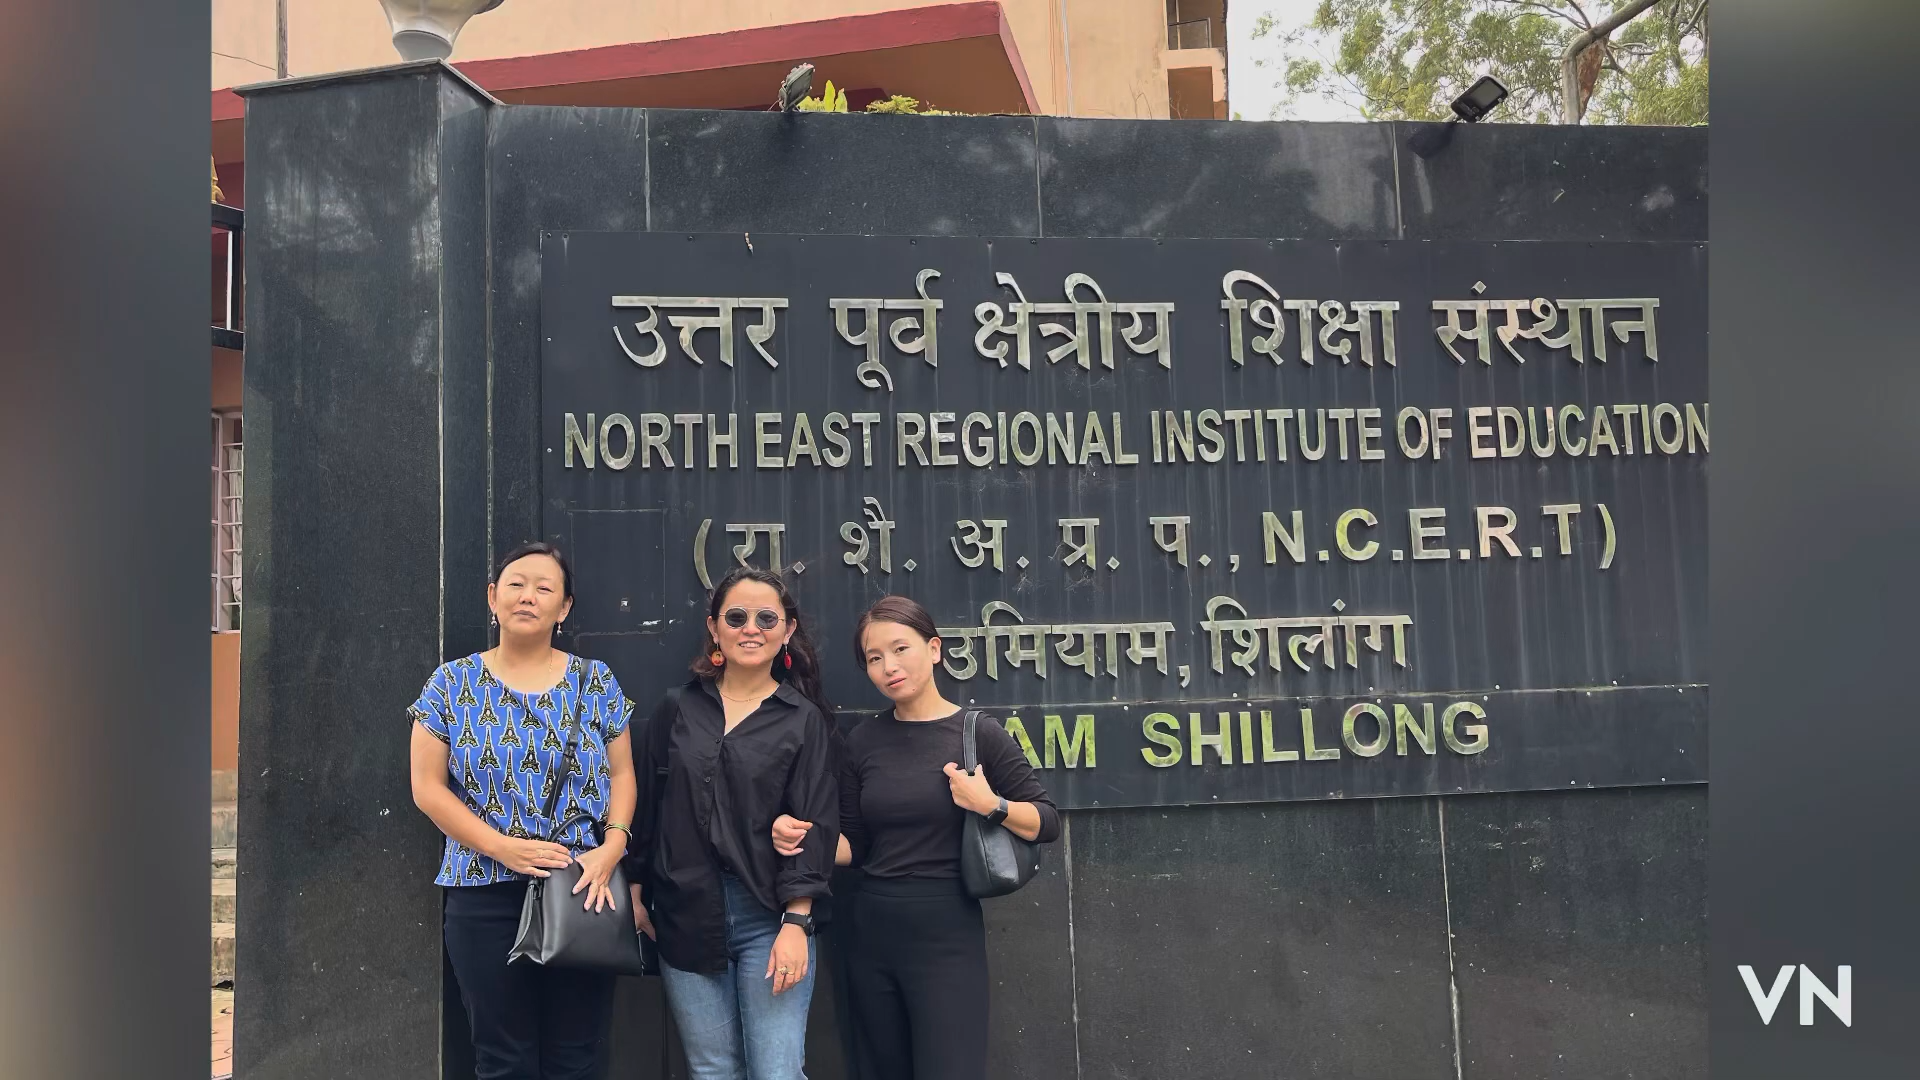 उत्तर पूर्व क्षेत्रीय शिक्षा संस्थान
NORTH EAST REGIONAL INSTITUTE OF EDUCATION
(रा. शै. अ. प्र. प., N.C.E.R.T)
उमियाम, शिलांग
AM SHILLONG
VN